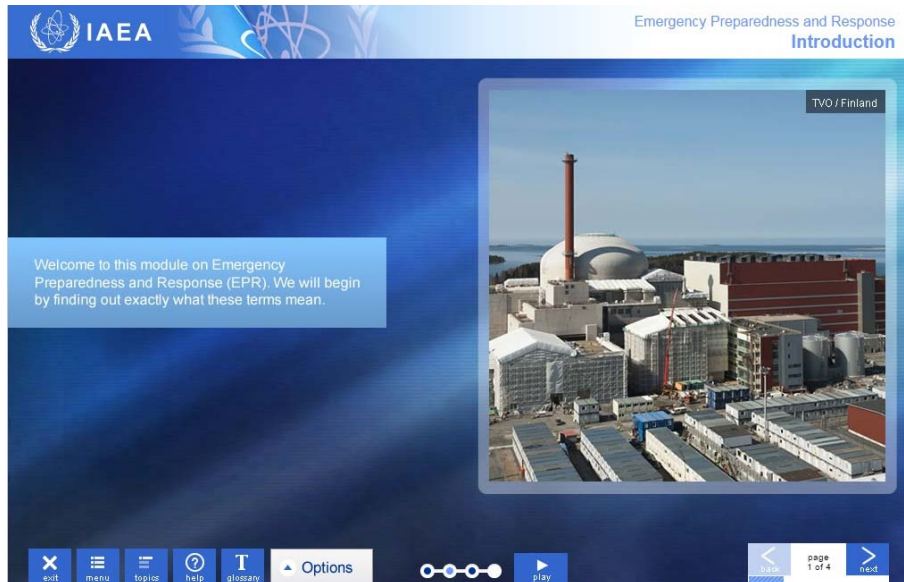 IAEA
Emergency Preparedness and Response
Introduction
TVO / Finland
Welcome to this module on Emergency
Preparedness and Response (EPR). We will begin
by finding out exactly what these terms mean.
exit
menu
topics
help
T
glossary
Options
play
back
page
1 of 4
next